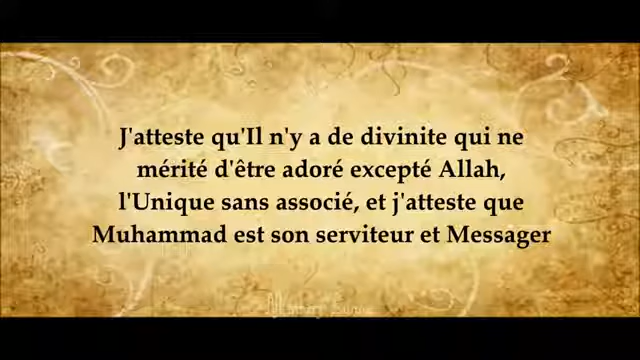 J'atteste qu'Il n'y a de divinite qui ne
mérité d'être adoré excepté Allah,
l'Unique sans associé, et j'atteste que
Muhammad est son serviteur et Messager